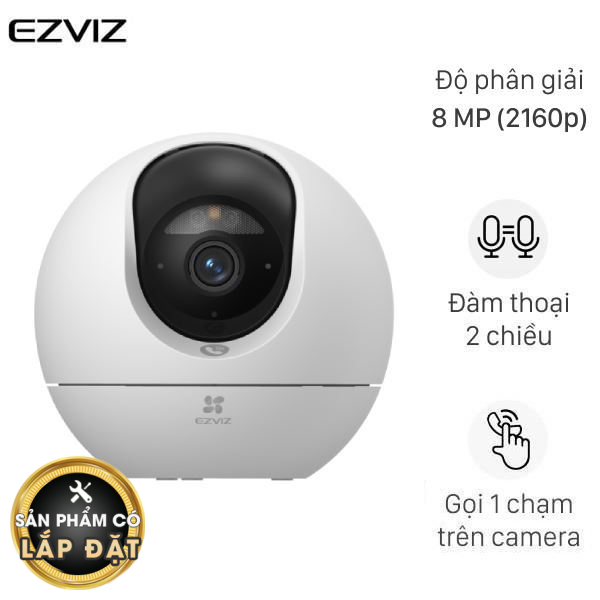 EZVIZ
Độ phân giải
8 MP (2160p)
Đàm thoại
2 chiều
EZVIZ
Gọi 1 chạm
trên camera
SẢN PHẨM CÓ
LẮP ĐẶT